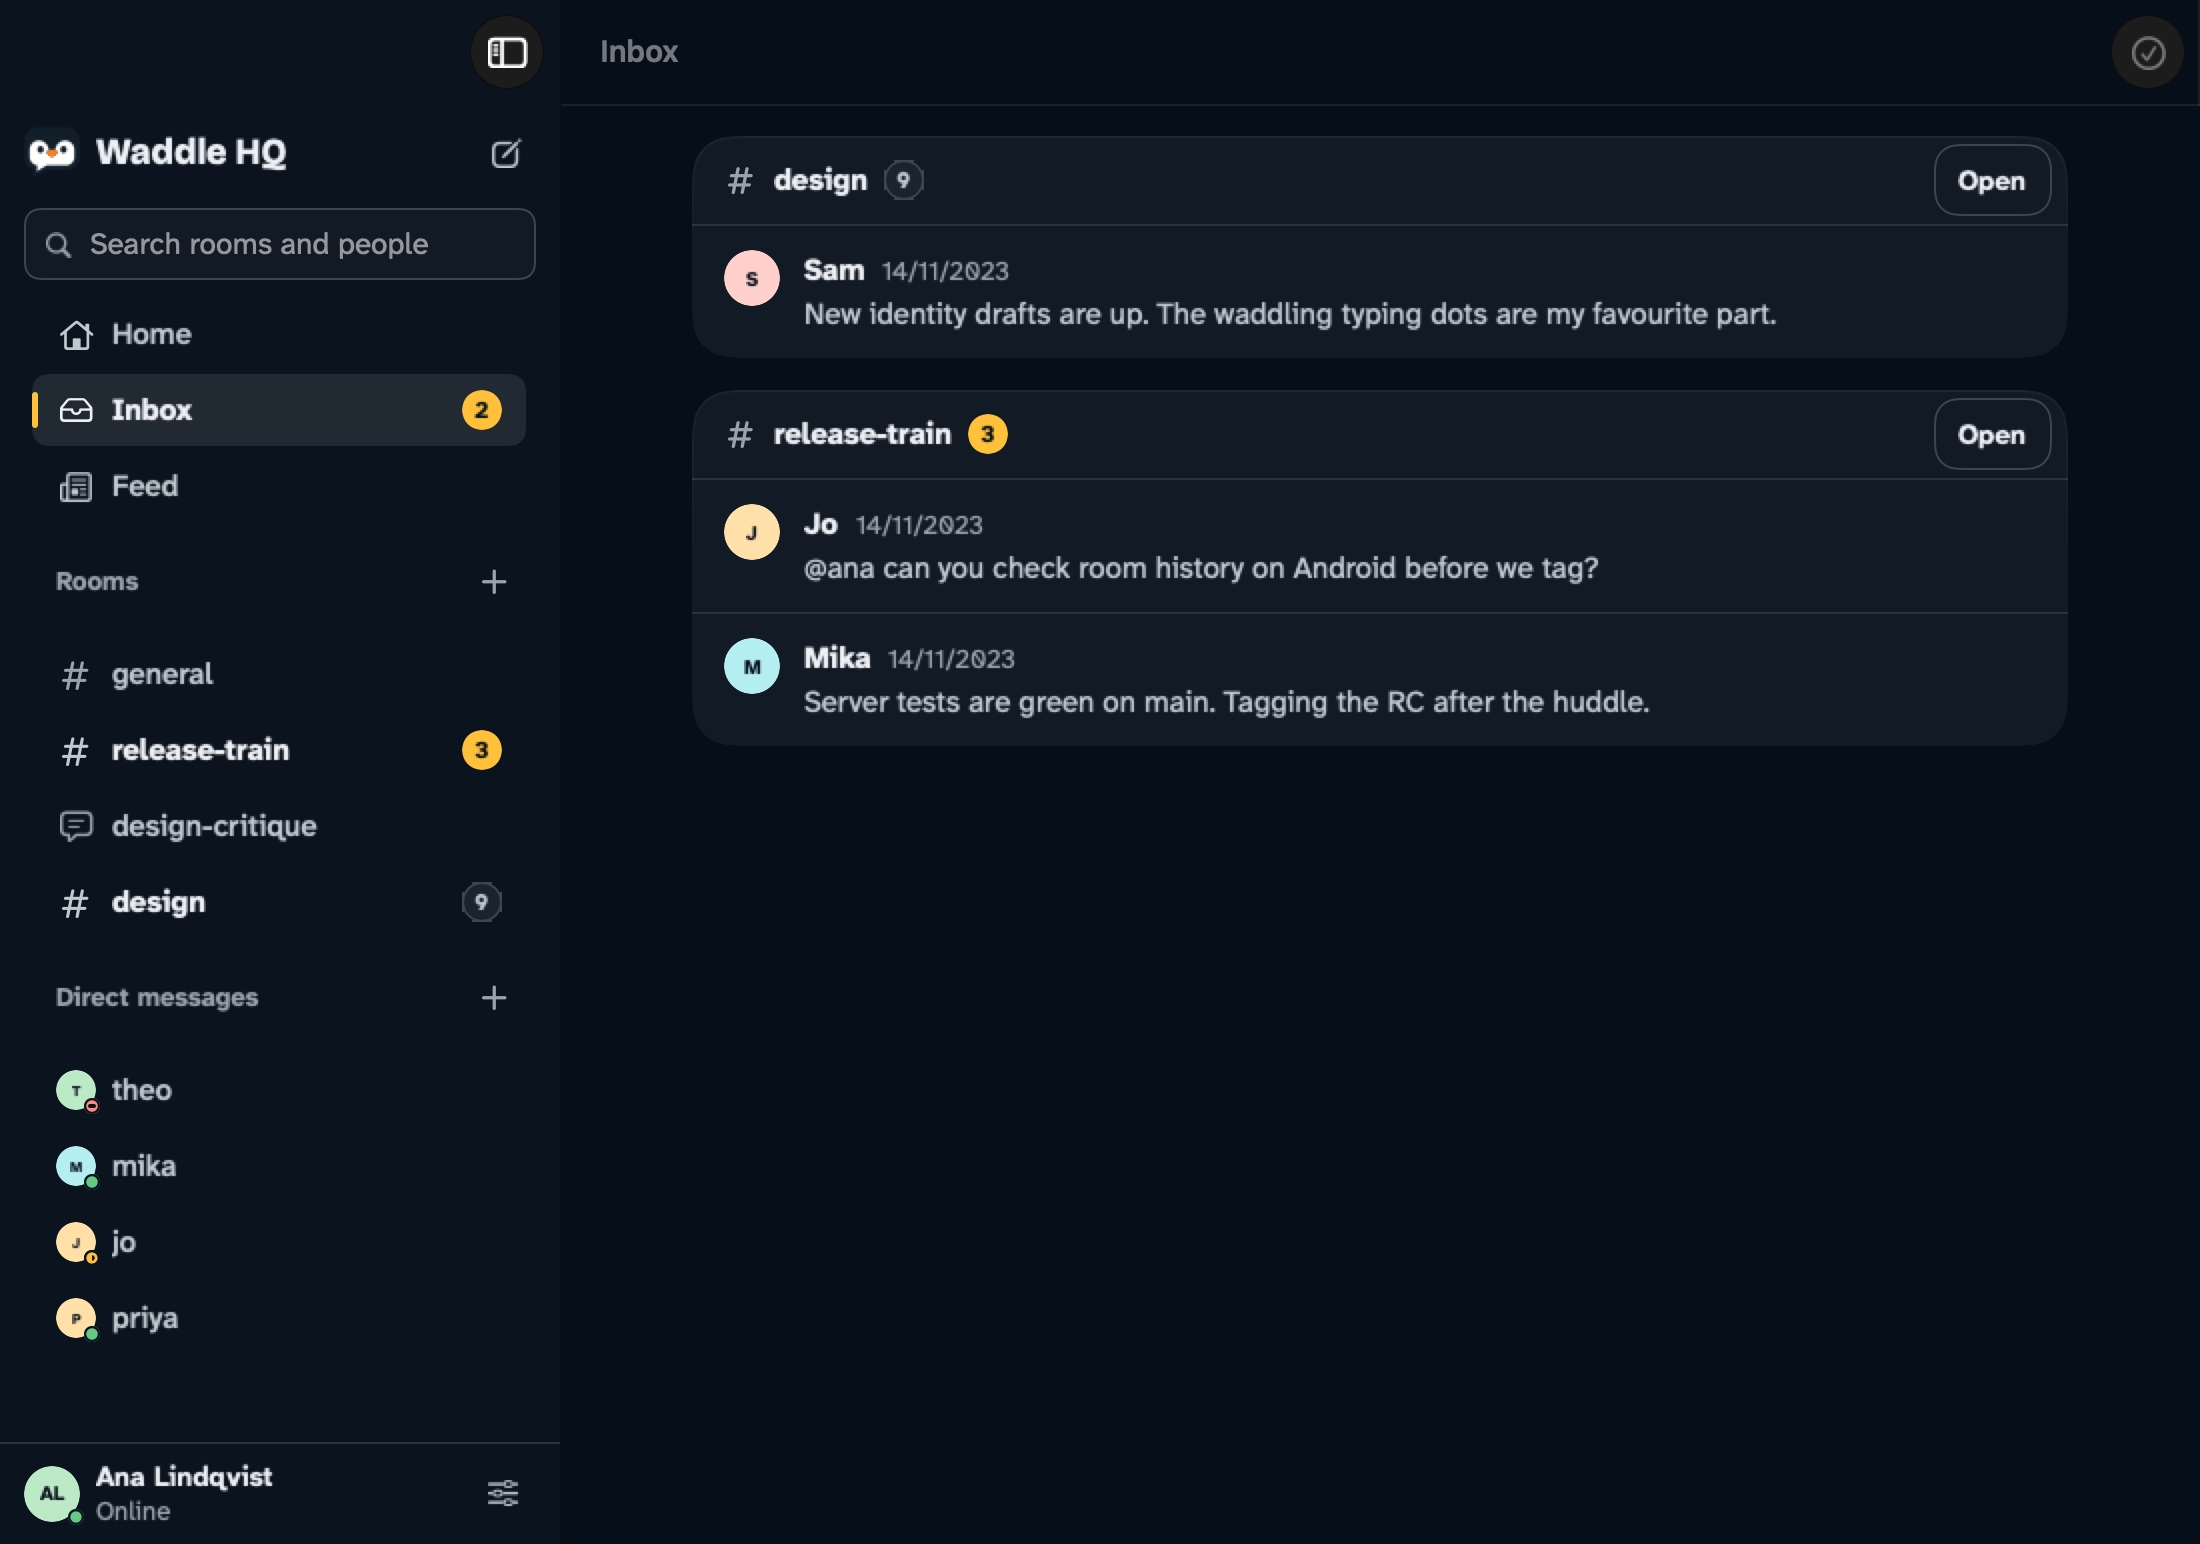 Waddle HQ
Search rooms and people
Home
Inbox 2
Feed
Rooms
general
release-train 3
design-critique
design 9
Direct messages
T theo
M mika
J jo
P priya
AL Ana Lindqvist
Online
Inbox
# design 9 Open
S Sam 14/11/2023
New identity drafts are up. The waddling typing dots are my favourite part.
# release-train 3 Open
J Jo 14/11/2023
@ana can you check room history on Android before we tag?
M Mika 14/11/2023
Server tests are green on main. Tagging the RC after the huddle.